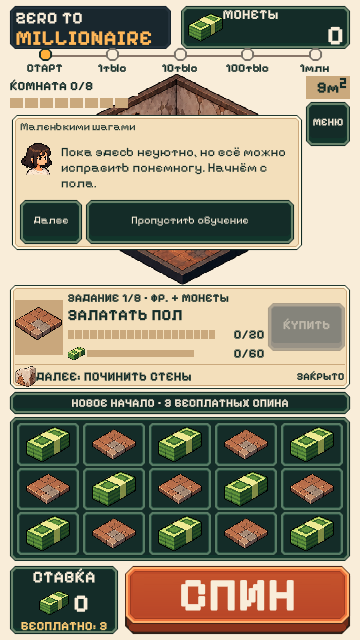 ZERO TO
MILLIONAIRE
МОНЕТЫ
0
СТАРТ
1тыс
10тыс
100тыс
1млн
КОМНАТА 0/8
9м²
МЕНЮ
Маленькими шагами
Пока здесь неуютно, но всё можно
исправить понемногу. Начнём с
пола.
Далее
Пропустить обучение
ЗАДАНИЕ 1/8 · ФР. + МОНЕТЫ
ЗАЛАТАТЬ ПОЛ
0/20
0/60
КУПИТЬ
ДАЛЕЕ: ПОЧИНИТЬ СТЕНЫ
ЗАКРЫТО
НОВОЕ НАЧАЛО · 3 БЕСПЛАТНЫХ СПИНА
СТАВКА
0
БЕСПЛАТНО: 3
СПИН